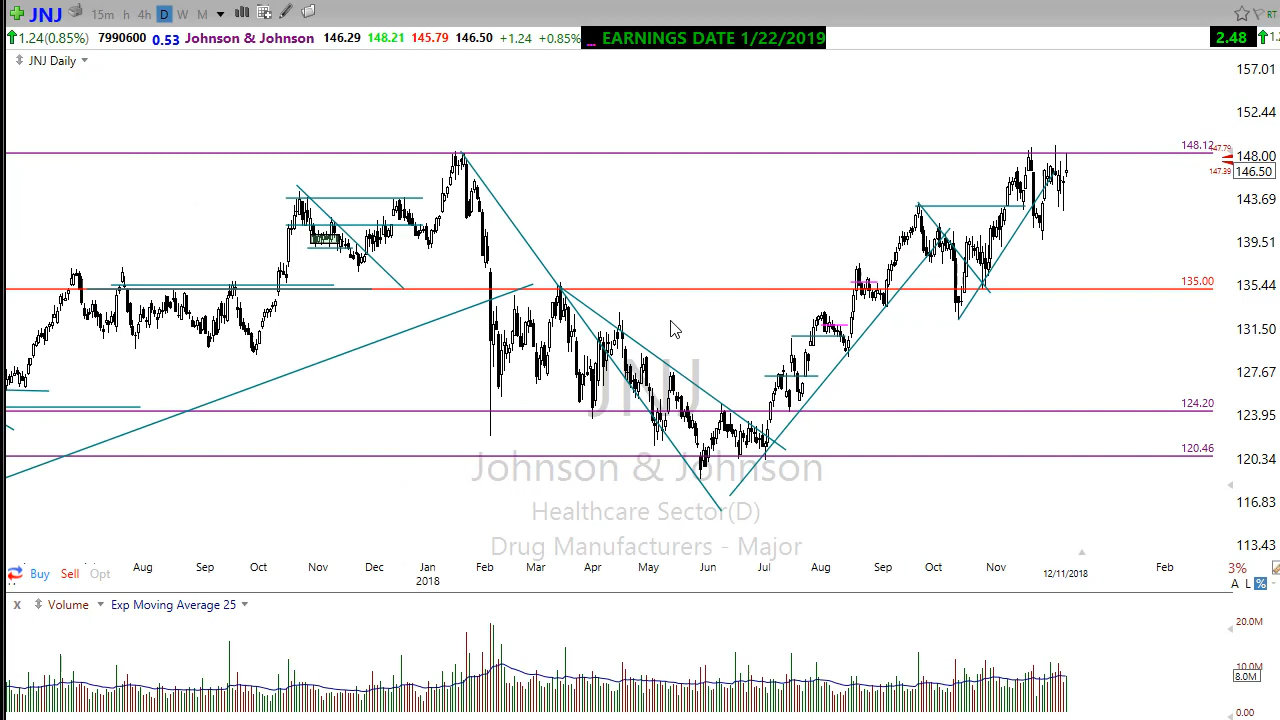 JNJ 15m h 4h D W M RT
1.24(0.85%) 7990600 0.53 Johnson & Johnson 146.29 148.21 145.79 146.50 +1.24 +0.85% EARNINGS DATE 1/22/2019 2.48
JNJ Daily
157.01
152.44
148.12 147.79
148.00
147.39 146.50
143.69
139.51
135.00
135.44
131.50
127.67
124.20
123.95
120.46
120.34
116.83
113.43
JNJ
Johnson & Johnson
Healthcare Sector(D)
Drug Manufacturers - Major
Aug Sep Oct Nov Dec Jan Feb Mar Apr May Jun Jul Aug Sep Oct Nov 12/11/2018 Feb
2018
Buy Sell Opt
3%
A L %
x Volume Exp Moving Average 25
20.0M
10.0M
8.0M
0.00